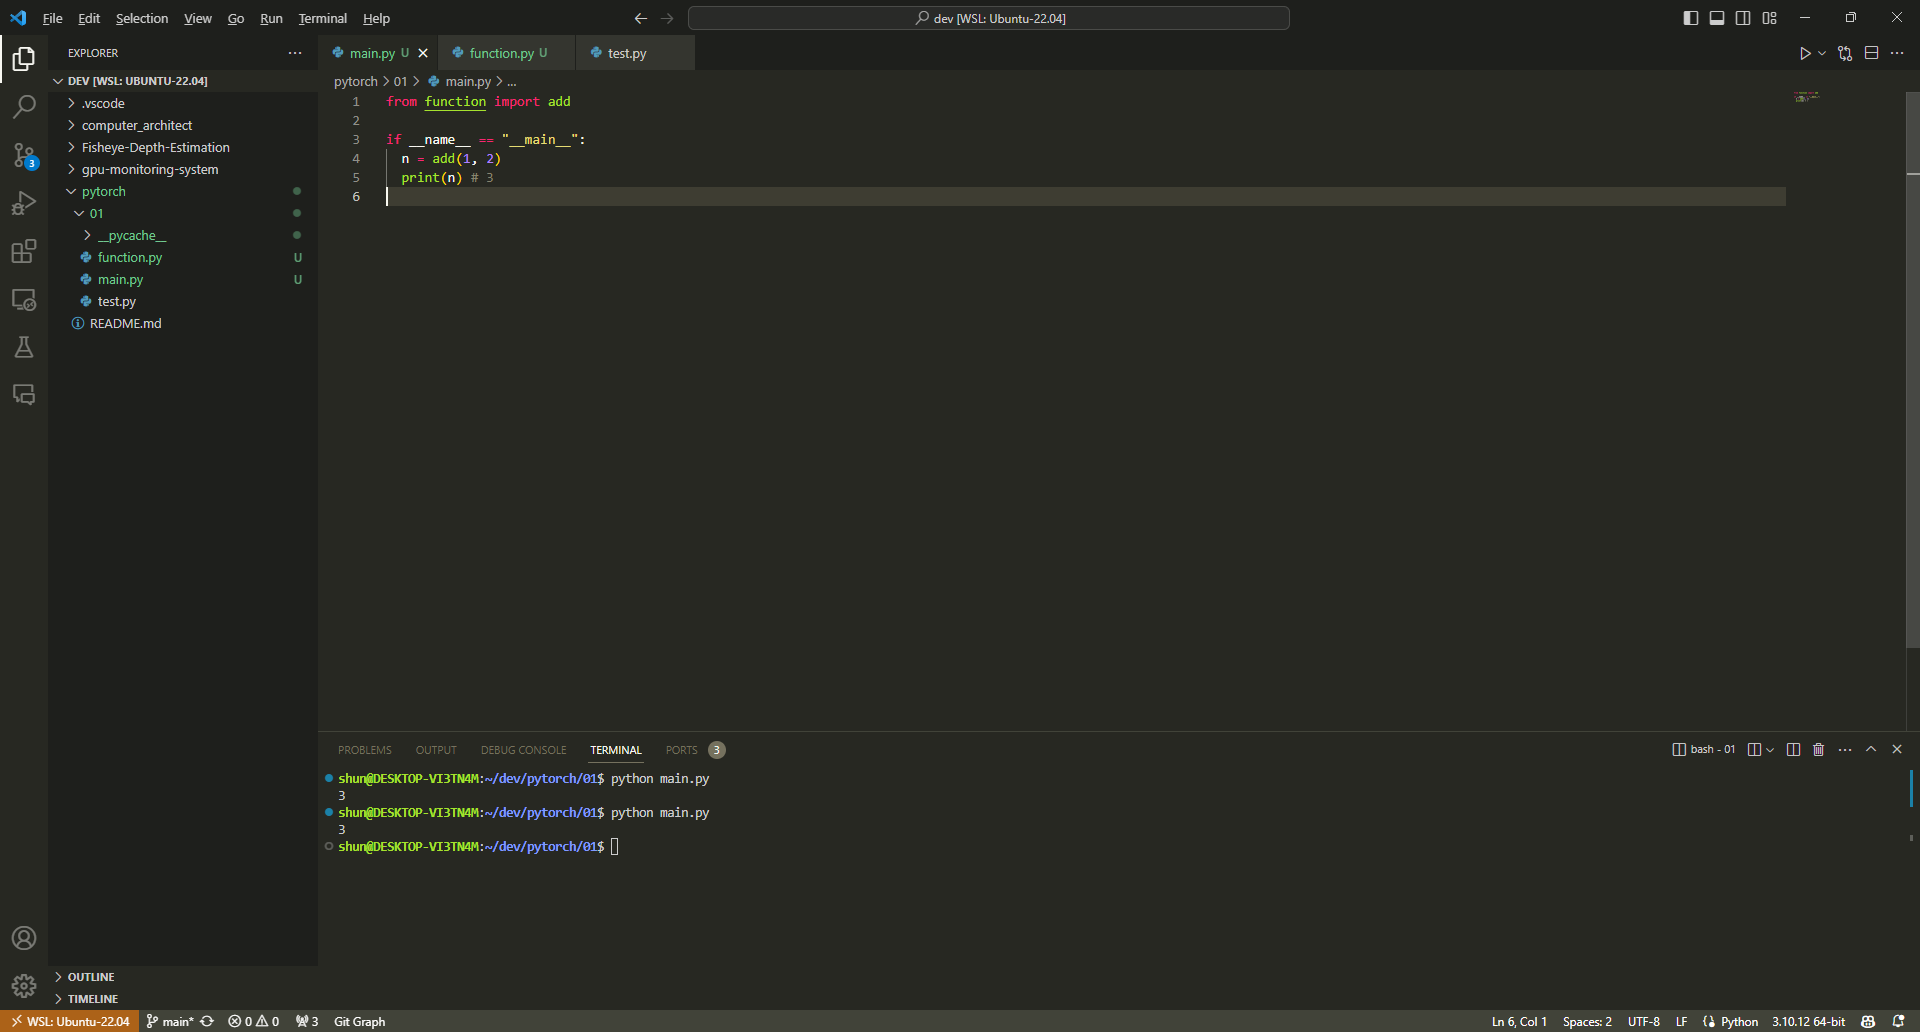 File Edit Selection View Go Run Terminal Help
dev [WSL: Ubuntu-22.04]
EXPLORER
DEV [WSL: UBUNTU-22.04]
.vscode
computer_architect
Fisheye-Depth-Estimation
gpu-monitoring-system
pytorch
01
__pycache__
function.py U
main.py U
test.py
README.md
OUTLINE
TIMELINE
3
main.py U
function.py U
test.py
pytorch > 01 > main.py > ...
1 from function import add
2
3 if __name__ == "__main__":
4 n = add(1, 2)
5 print(n) # 3
6
PROBLEMS OUTPUT DEBUG CONSOLE TERMINAL PORTS 3
bash - 01
shun@DESKTOP-VI3TN4M:~/dev/pytorch/01$ python main.py
3
shun@DESKTOP-VI3TN4M:~/dev/pytorch/01$ python main.py
3
shun@DESKTOP-VI3TN4M:~/dev/pytorch/01$
WSL: Ubuntu-22.04 main* 0 0 3 Git Graph
Ln 6, Col 1 Spaces: 2 UTF-8 LF Python 3.10.12 64-bit